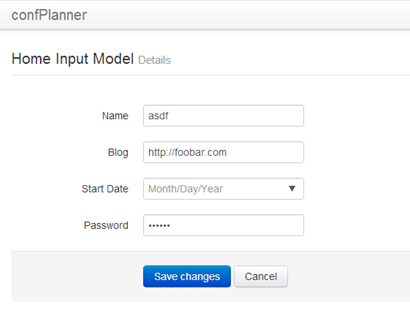 confPlanner
Home Input Model Details
Name asdf
Blog http://foobar.com
Start Date Month/Day/Year
Password ••••••
Save changes Cancel